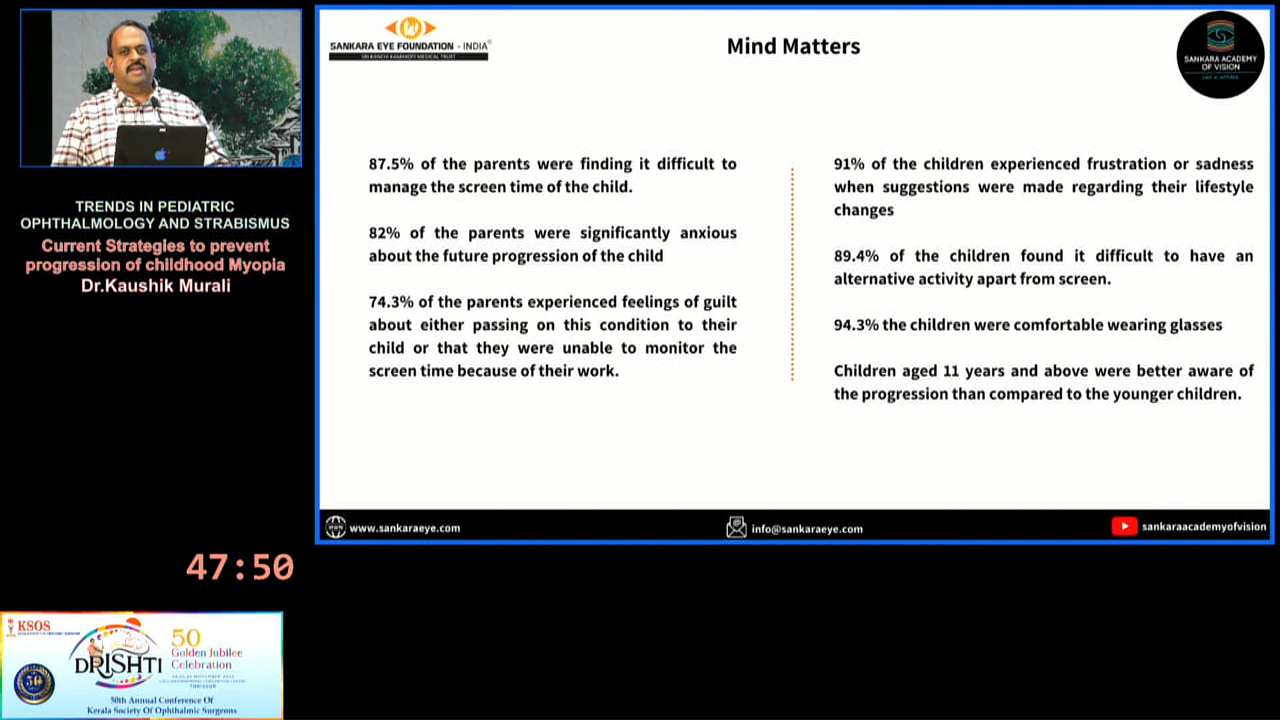 TRENDS IN PEDIATRIC
OPHTHALMOLOGY AND STRABISMUS
Current Strategies to prevent
progression of childhood Myopia
Dr.Kaushik Murali
47:50
KSOS
DRISHTI
50
Golden Jubilee
Celebration
THRISSUR
50th Annual Conference Of
Kerala Society Of Ophthalmic Surgeons
SANKARA EYE FOUNDATION - INDIA®
SRI KANCHI KAMAKOTI MEDICAL TRUST
Mind Matters
SANKARA ACADEMY
OF VISION
87.5% of the parents were finding it difficult to
manage the screen time of the child.
82% of the parents were significantly anxious
about the future progression of the child
74.3% of the parents experienced feelings of guilt
about either passing on this condition to their
child or that they were unable to monitor the
screen time because of their work.
91% of the children experienced frustration or sadness
when suggestions were made regarding their lifestyle
changes
89.4% of the children found it difficult to have an
alternative activity apart from screen.
94.3% the children were comfortable wearing glasses
Children aged 11 years and above were better aware of
the progression than compared to the younger children.
www.sankaraeye.com
info@sankaraeye.com
sankaraacademyofvision